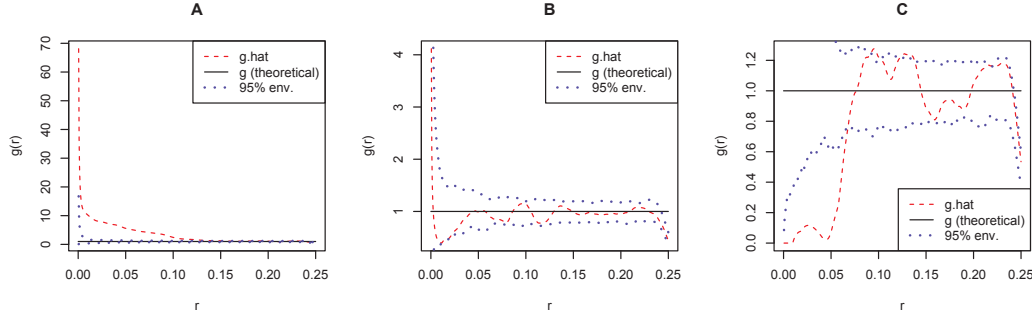 A
g(r)
70
60
50
40
30
20
10
0
g.hat
g (theoretical)
95% env.
0.00 0.05 0.10 0.15 0.20 0.25
r
B
g(r)
4
3
2
1
g.hat
g (theoretical)
95% env.
0.00 0.05 0.10 0.15 0.20 0.25
r
C
g(r)
1.2
1.0
0.8
0.6
0.4
0.2
0.0
g.hat
g (theoretical)
95% env.
0.00 0.05 0.10 0.15 0.20 0.25
r